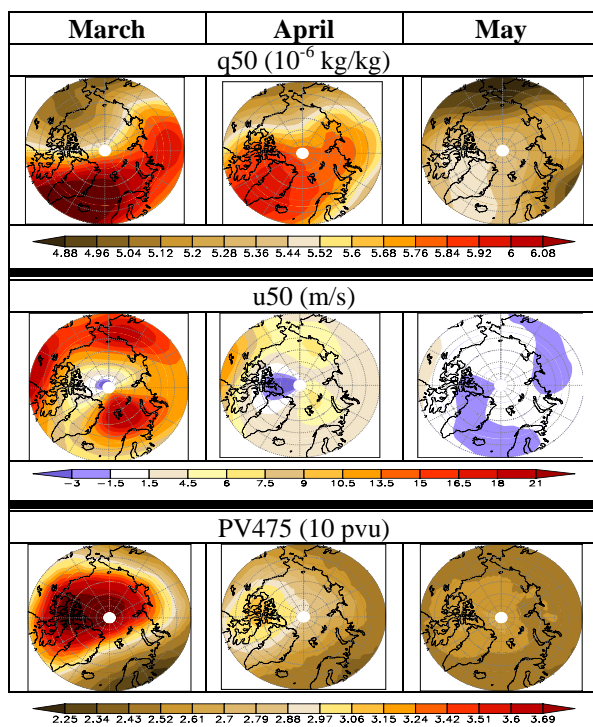 March April May
q50 (10⁻⁶ kg/kg)
4.88 4.96 5.04 5.12 5.2 5.28 5.36 5.44 5.52 5.6 5.68 5.76 5.84 5.92 6 6.08
u50 (m/s)
-3 -1.5 1.5 4.5 6 7.5 9 10.5 13.5 15 16.5 18 21
PV475 (10 pvu)
2.25 2.34 2.43 2.52 2.61 2.7 2.79 2.88 2.97 3.06 3.15 3.24 3.42 3.51 3.6 3.69